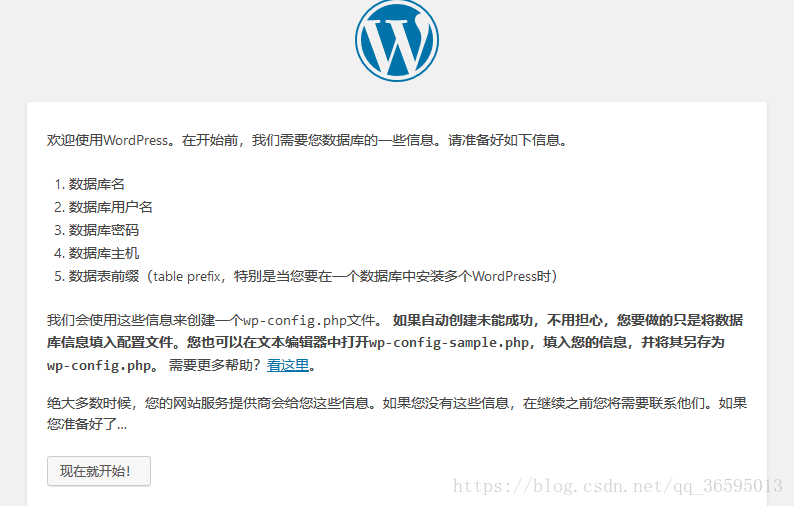 欢迎使用WordPress。在开始前，我们需要您数据库的一些信息。请准备好如下信息。
1. 数据库名
2. 数据库用户名
3. 数据库密码
4. 数据库主机
5. 数据表前缀（table prefix，特别是当您要在一个数据库中安装多个WordPress时）
我们会使用这些信息来创建一个wp-config.php文件。 如果自动创建未能成功，不用担心，您要做的只是将数据
库信息填入配置文件。您也可以在文本编辑器中打开wp-config-sample.php，填入您的信息，并将其另存为
wp-config.php。 需要更多帮助？看这里。
绝大多数时候，您的网站服务提供商会给您这些信息。如果您没有这些信息，在继续之前您将需要联系他们。如果
您准备好了…
现在就开始！
https://blog.csdn.net/qq_36595013